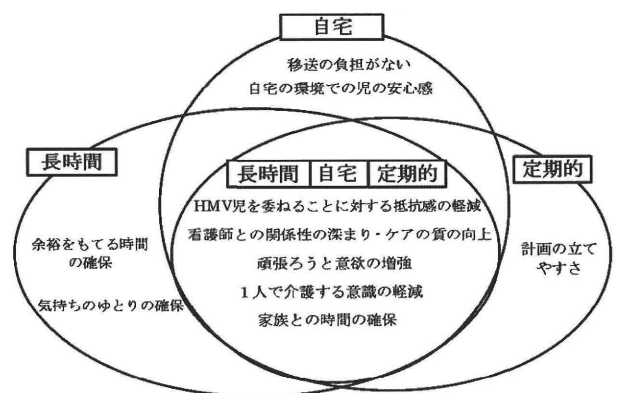 自宅
移送の負担がない
自宅の環境での児の安心感
長時間
定期的
長時間 自宅 定期的
HMV児を委ねることに対する抵抗感の軽減
看護師との関係性の深まり・ケアの質の向上
頑張ろうと意欲の増強
1人で介護する意識の軽減
家族との時間の確保
余裕をもてる時間
の確保
気持ちのゆとりの確保
計画の立て
やすさ